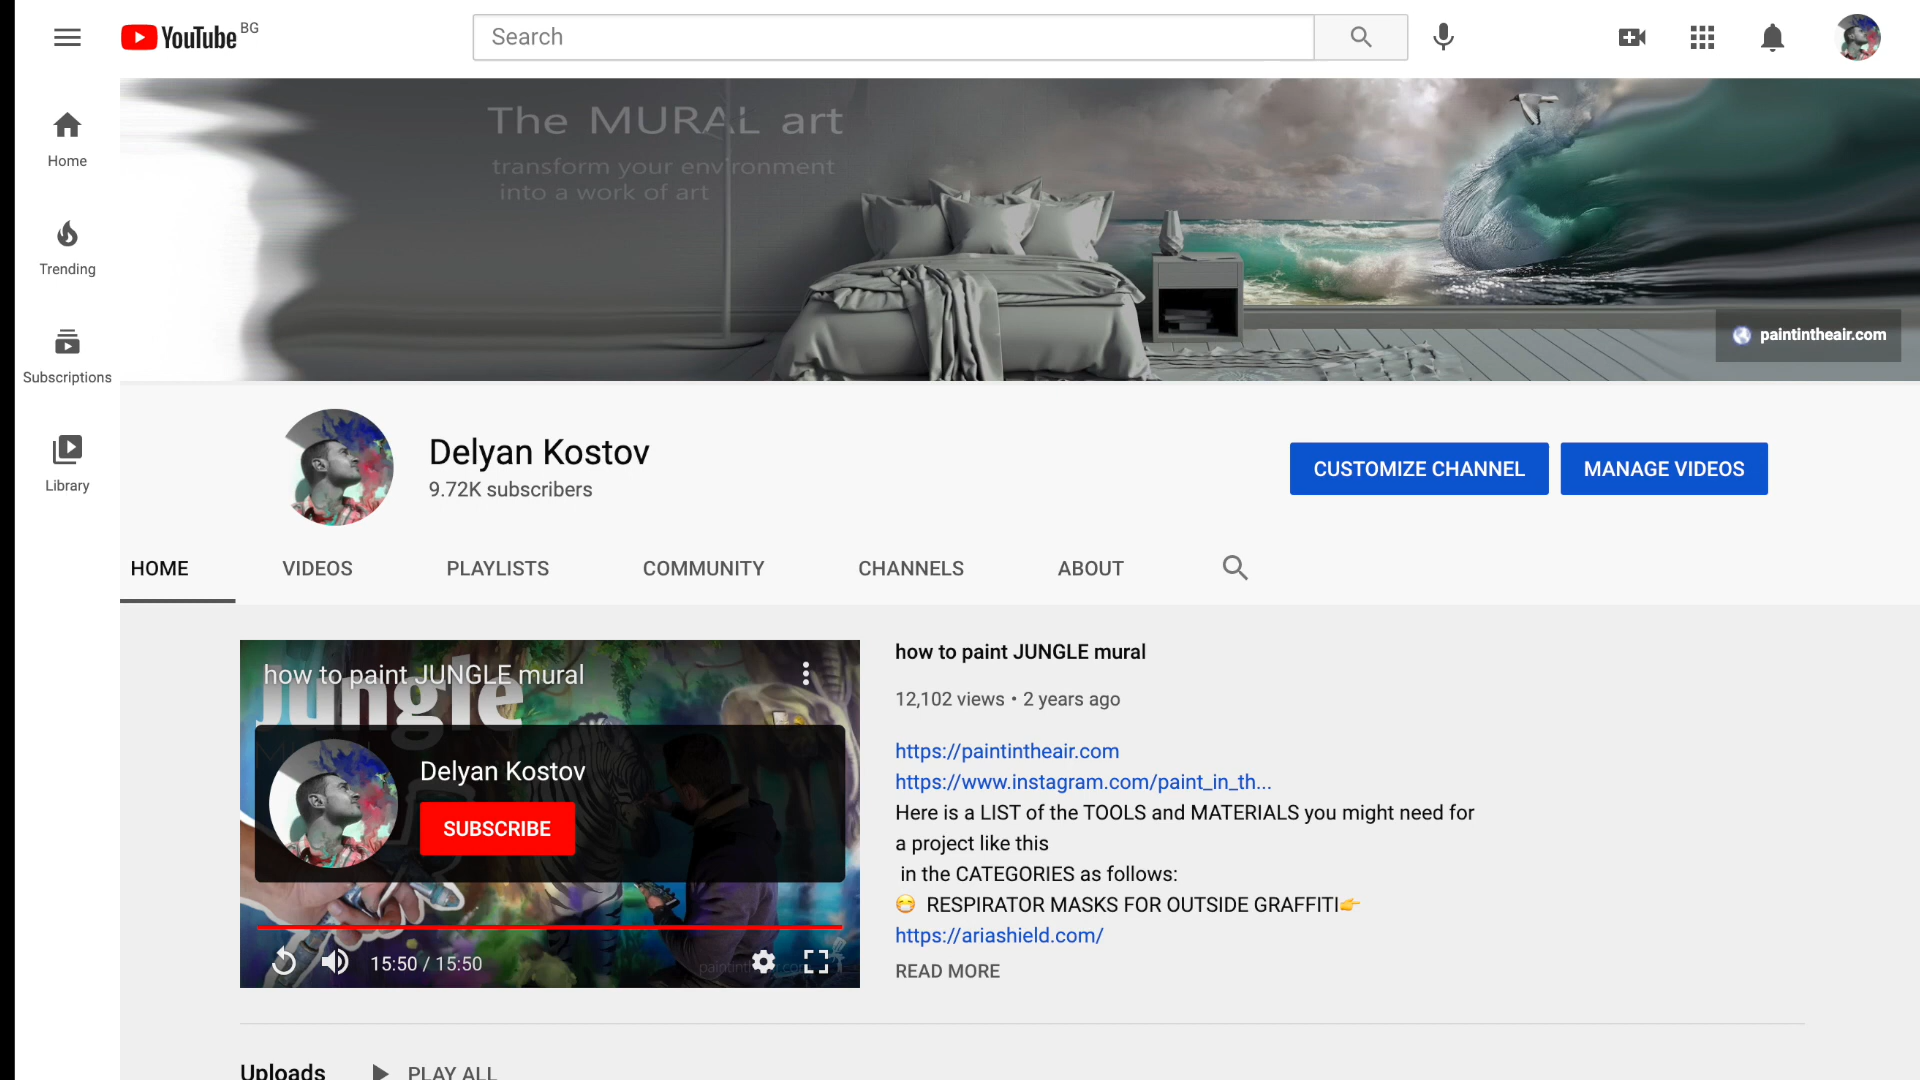 YouTube BG
Search
The MURAL art
transform your environment
into a work of art
paintintheair.com
Home
Trending
Subscriptions
Library
Delyan Kostov
9.72K subscribers
CUSTOMIZE CHANNEL
MANAGE VIDEOS
HOME VIDEOS PLAYLISTS COMMUNITY CHANNELS ABOUT
how to paint JUNGLE mural
Jungle
Delyan Kostov
SUBSCRIBE
15:50 / 15:50
how to paint JUNGLE mural
12,102 views • 2 years ago
https://paintintheair.com
https://www.instagram.com/paint_in_th...
Here is a LIST of the TOOLS and MATERIALS you might need for
a project like this
in the CATEGORIES as follows:
😷 RESPIRATOR MASKS FOR OUTSIDE GRAFFITI👉
https://ariashield.com/
READ MORE
Uploads
PLAY ALL